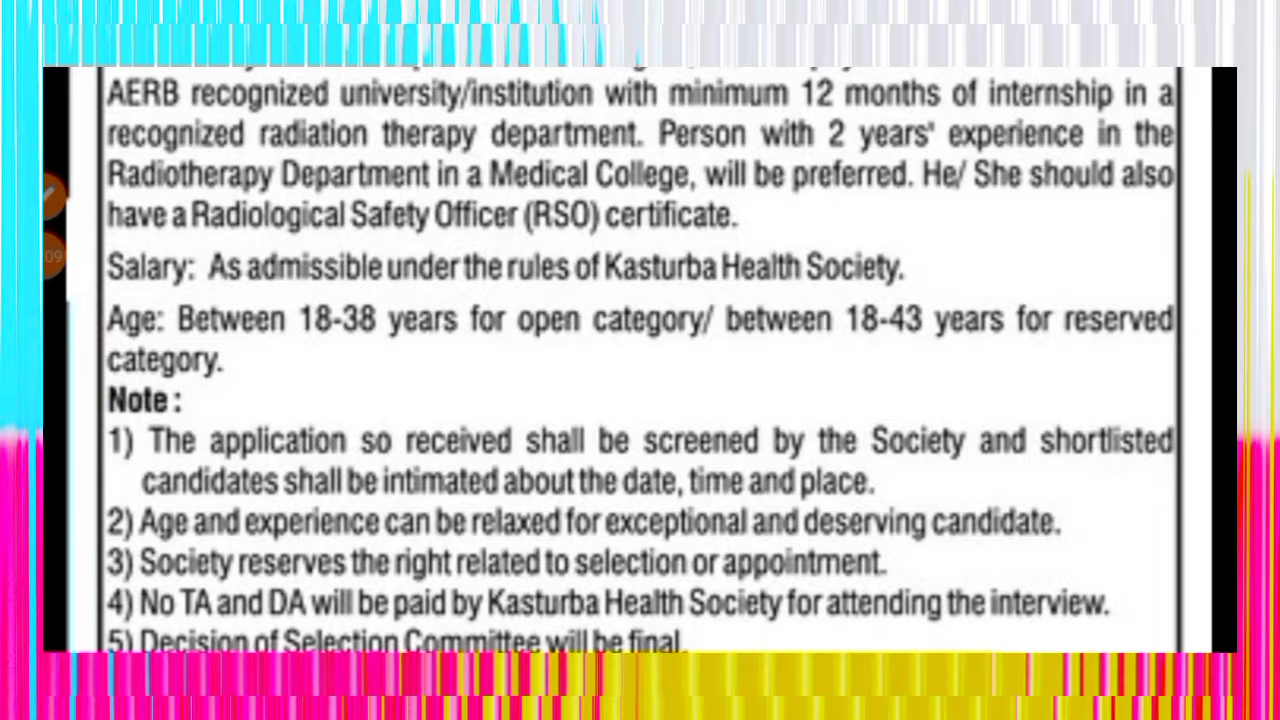 AERB recognized university/institution with minimum 12 months of internship in a
recognized radiation therapy department. Person with 2 years' experience in the
Radiotherapy Department in a Medical College, will be preferred. He/ She should also
have a Radiological Safety Officer (RSO) certificate.
Salary: As admissible under the rules of Kasturba Health Society.
Age: Between 18-38 years for open category/ between 18-43 years for reserved
category.
Note :
1) The application so received shall be screened by the Society and shortlisted
candidates shall be intimated about the date, time and place.
2) Age and experience can be relaxed for exceptional and deserving candidate.
3) Society reserves the right related to selection or appointment.
4) No TA and DA will be paid by Kasturba Health Society for attending the interview.
5) Decision of Selection Committee will be final.
09